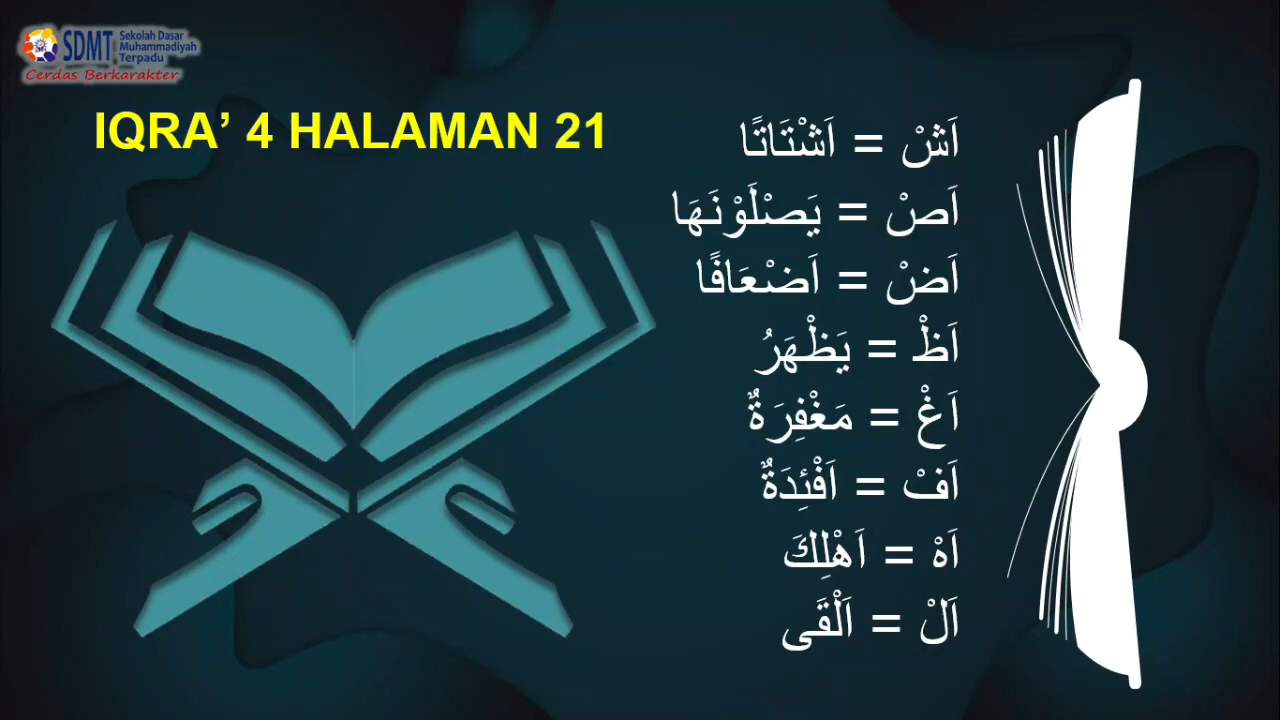 SDMT
Sekolah Dasar
Muhammadiyah
Terpadu
Cerdas Berkarakter
IQRA’ 4 HALAMAN 21
اَشْ = اَشْتَاتًا
اَصْ = يَصْلَوْنَهَا
اَضْ = اَضْعَافًا
اَظْ = يَظْهَرُ
اَغْ = مَغْفِرَةٌ
اَفْ = اَفْئِدَةٌ
اَهْ = اَهْلِكَ
اَلْ = اَلْقَى